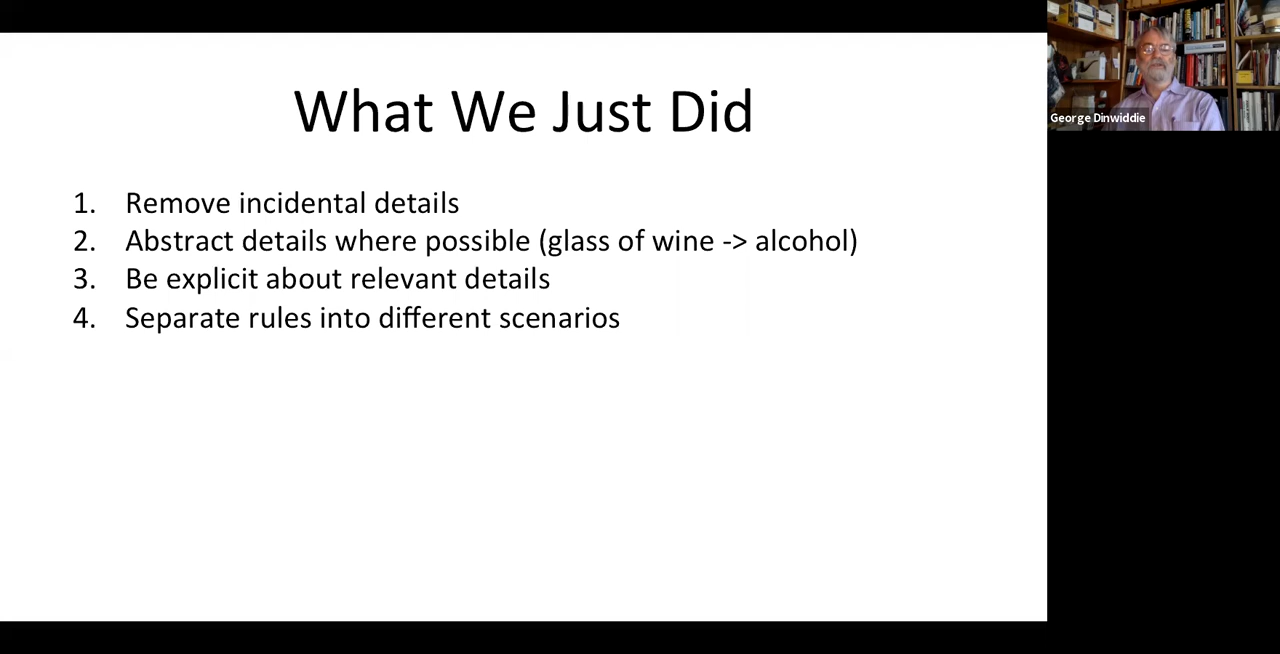 What We Just Did
1. Remove incidental details
2. Abstract details where possible (glass of wine -> alcohol)
3. Be explicit about relevant details
4. Separate rules into different scenarios
George Dinwiddie